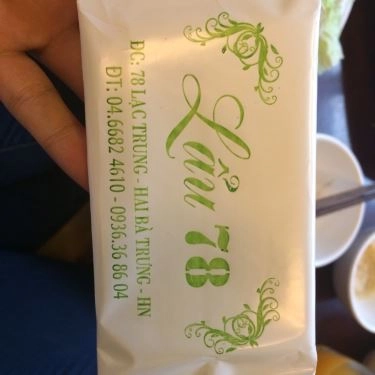 Lẩu 78
ĐC: 78 LẠC TRUNG - HAI BÀ TRƯNG - HN
ĐT: 04.6682 4610 - 0936.36 86 04